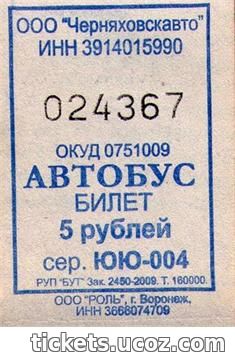 ООО "Черняховскавто"
ИНН 3914015990
024367
ОКУД 0751009
АВТОБУС
БИЛЕТ
5 рублей
сер. ЮЮ-004
РУП "БУТ" Зак. 2450-2009. Т. 160000.
ООО "РОЛЬ", г. Воронеж,
ИНН 3666074709
tickets.ucoz.com